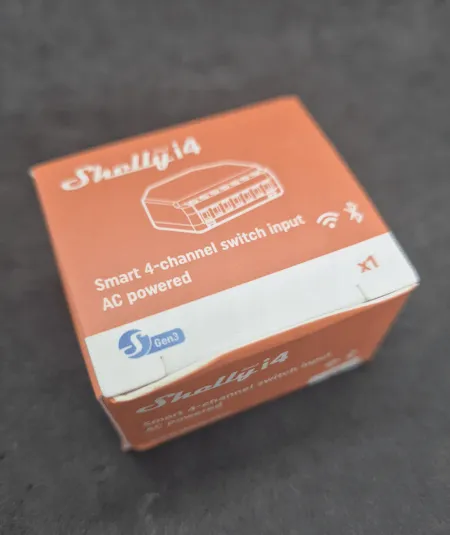 Shelly i4
Smart 4-channel switch input
AC powered
x1
S Gen3
Shelly i4
Smart 4-channel switch input
AC powered